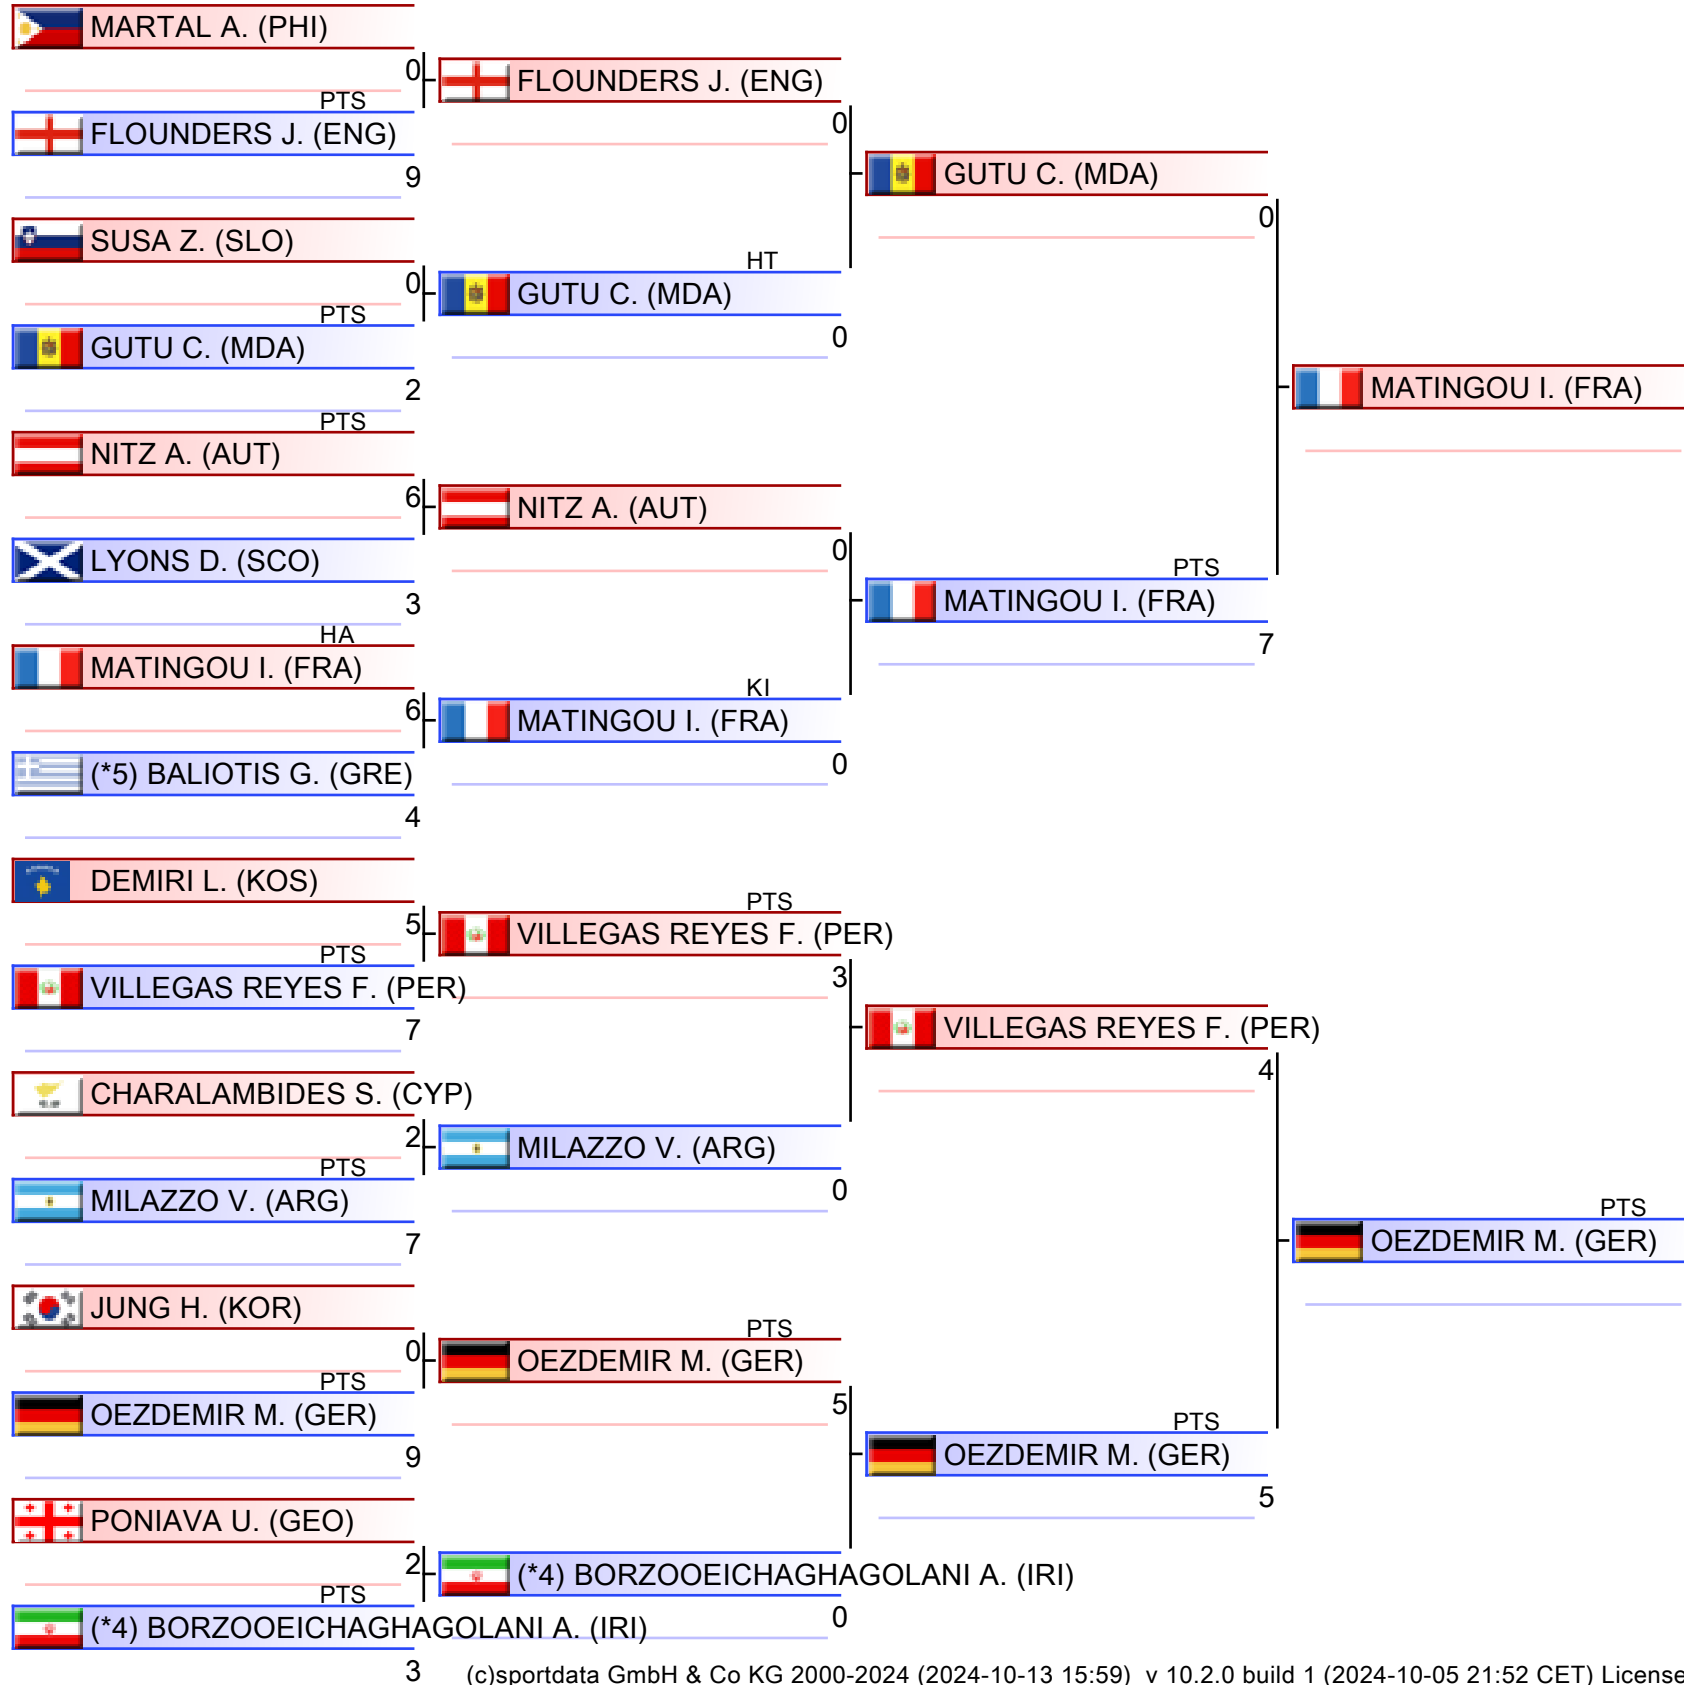 MARTAL A. (PHI)
0
PTS
FLOUNDERS J. (ENG)
9
SUSA Z. (SLO)
0
PTS
GUTU C. (MDA)
2
PTS
NITZ A. (AUT)
6
LYONS D. (SCO)
3
HA
MATINGOU I. (FRA)
6
(*5) BALIOTIS G. (GRE)
4
DEMIRI L. (KOS)
5
PTS
VILLEGAS REYES F. (PER)
7
CHARALAMBIDES S. (CYP)
2
PTS
MILAZZO V. (ARG)
7
JUNG H. (KOR)
0
PTS
OEZDEMIR M. (GER)
9
PONIAVA U. (GEO)
2
PTS
(*4) BORZOOEICHAGHAGOLANI A. (IRI)
3
FLOUNDERS J. (ENG)
0
HT
GUTU C. (MDA)
0
NITZ A. (AUT)
0
KI
MATINGOU I. (FRA)
0
PTS
VILLEGAS REYES F. (PER)
3
MILAZZO V. (ARG)
0
PTS
OEZDEMIR M. (GER)
5
(*4) BORZOOEICHAGHAGOLANI A. (IRI)
0
GUTU C. (MDA)
0
PTS
MATINGOU I. (FRA)
7
VILLEGAS REYES F. (PER)
4
PTS
OEZDEMIR M. (GER)
5
MATINGOU I. (FRA)
PTS
OEZDEMIR M. (GER)
(c)sportdata GmbH & Co KG 2000-2024 (2024-10-13 15:59) v 10.2.0 build 1 (2024-10-05 21:52 CET) License